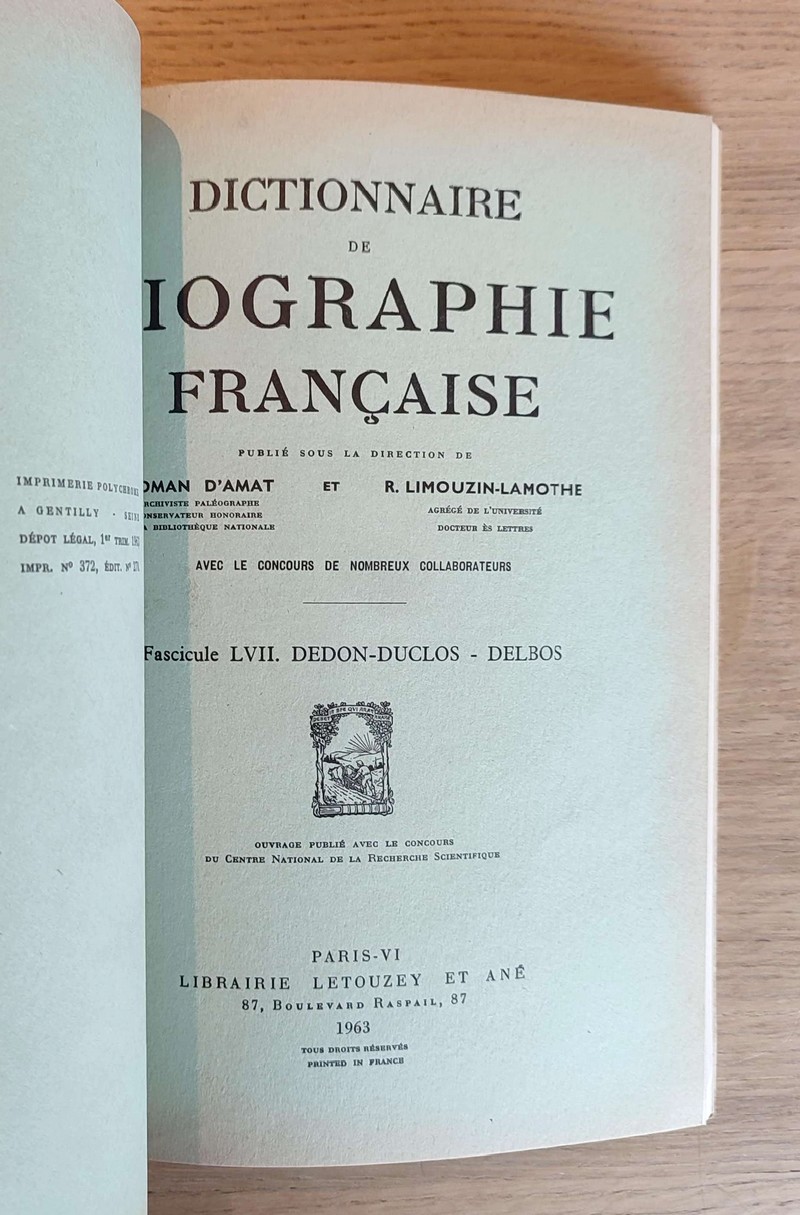 IMPRIMERIE
A GENTILLY - SEINE
DÉPOT LÉGAL, 1er TRIM.
IMPR. Nº 372, ÉDIT. Nº
DICTIONNAIRE
DE
IOGRAPHIE
FRANÇAISE
PUBLIÉ SOUS LA DIRECTION DE
OMAN D'AMAT ET R. LIMOUZIN-LAMOTHE
RCHIVISTE PALÉOGRAPHE AGRÉGÉ DE L'UNIVERSITÉ
ONSERVATEUR HONORAIRE
A BIBLIOTHÈQUE NATIONALE DOCTEUR ÈS LETTRES
AVEC LE CONCOURS DE NOMBREUX COLLABORATEURS
Fascicule LVII. DEDON-DUCLOS - DELBOS
OUVRAGE PUBLIÉ AVEC LE CONCOURS
DU CENTRE NATIONAL DE LA RECHERCHE SCIENTIFIQUE
PARIS-VI
LIBRAIRIE LETOUZEY ET ANÉ
87, BOULEVARD RASPAIL, 87
1963
TOUS DROITS RÉSERVÉS
PRINTED IN FRANCE